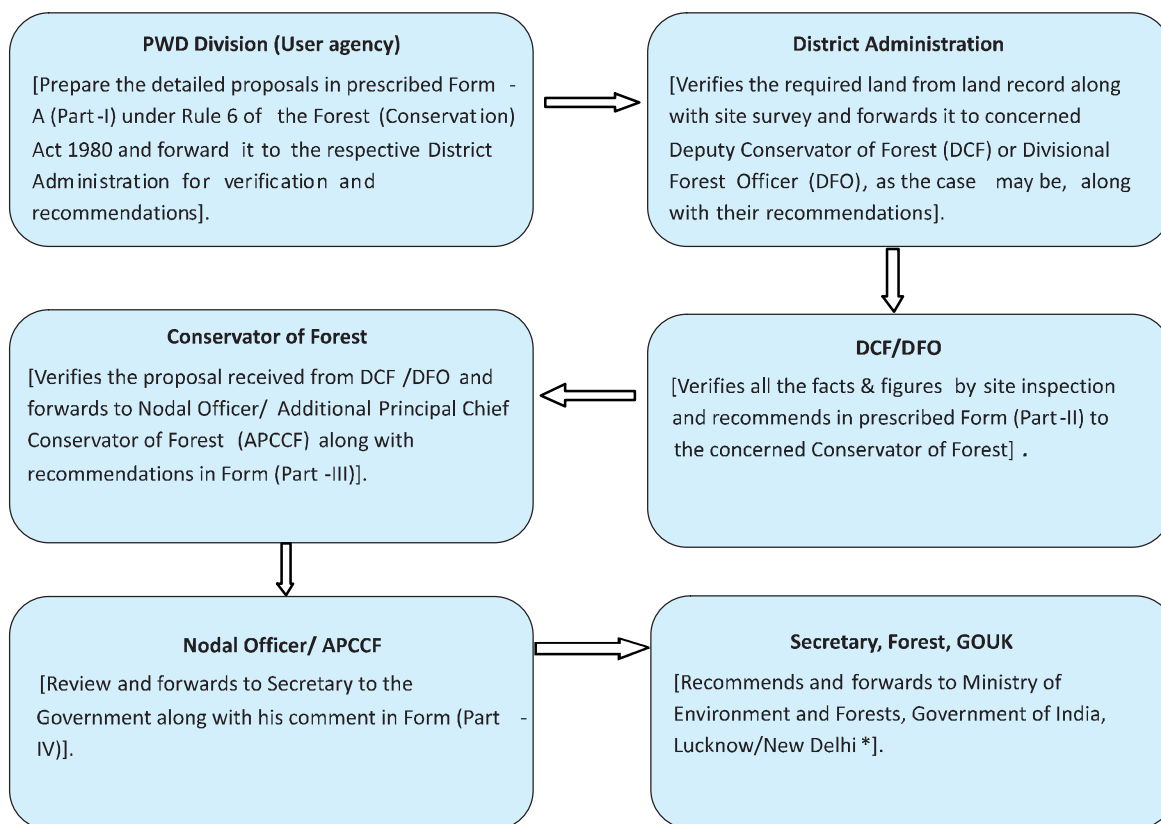 PWD Division (User agency)
[Prepare the detailed proposals in prescribed Form -
A (Part-I) under Rule 6 of the Forest (Conservation)
Act 1980 and forward it to the respective District
Administration for verification and
recommendations].
District Administration
[Verifies the required land from land record along
with site survey and forwards it to concerned
Deputy Conservator of Forest (DCF) or Divisional
Forest Officer (DFO), as the case may be, along
with their recommendations].
DCF/DFO
[Verifies all the facts & figures by site inspection
and recommends in prescribed Form (Part-II) to
the concerned Conservator of Forest] .
Conservator of Forest
[Verifies the proposal received from DCF /DFO and
forwards to Nodal Officer/ Additional Principal Chief
Conservator of Forest (APCCF) along with
recommendations in Form (Part -III)].
Nodal Officer/ APCCF
[Review and forwards to Secretary to the
Government along with his comment in Form (Part -
IV)].
Secretary, Forest, GOUK
[Recommends and forwards to Ministry of
Environment and Forests, Government of India,
Lucknow/New Delhi *].